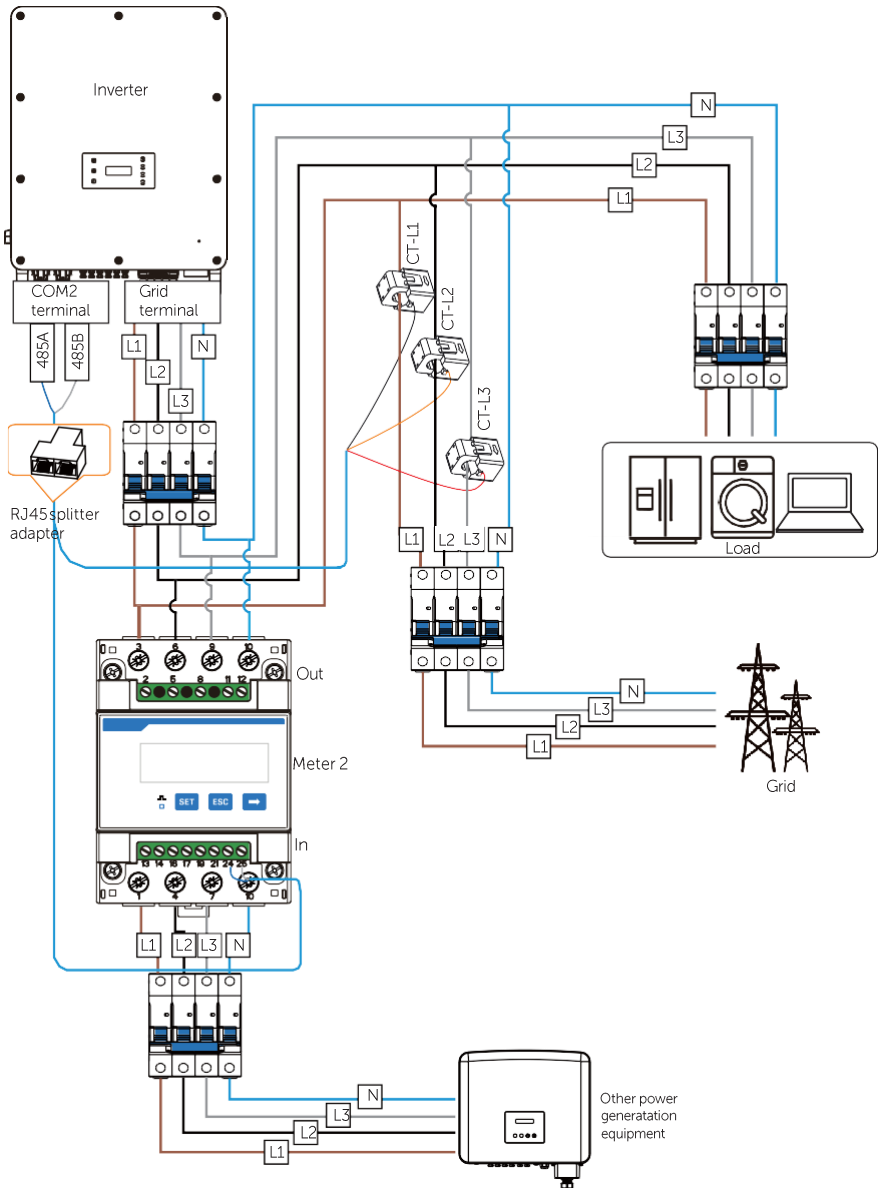 Inverter
COM2
terminal
Grid
terminal
485A
485B
L1
L2
L3
N
RJ45 splitter
adapter
N
L3
L2
L1
CT-L1
CT-L2
CT-L3
L1
L2
L3
N
Load
N
L3
L2
L1
Grid
3
6
9
10
Out
2
5
8
11
12
Meter 2
SET
ESC
In
13
14
16
17
19
21
24
25
1
4
7
10
L1
L2
L3
N
N
L3
L2
L1
Other power
generatation
equipment